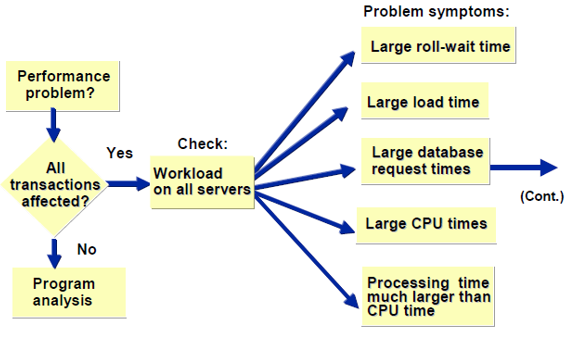 Problem symptoms:
Performance
problem?
All
transactions
affected?
Yes
No
Program
analysis
Check:
Workload
on all servers
Large roll-wait time
Large load time
Large database
request times
(Cont.)
Large CPU times
Processing time
much larger than
CPU time